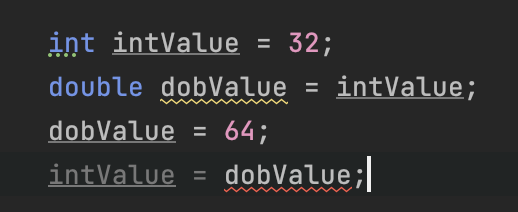 int intValue = 32;
double dobValue = intValue;
dobValue = 64;
intValue = dobValue;